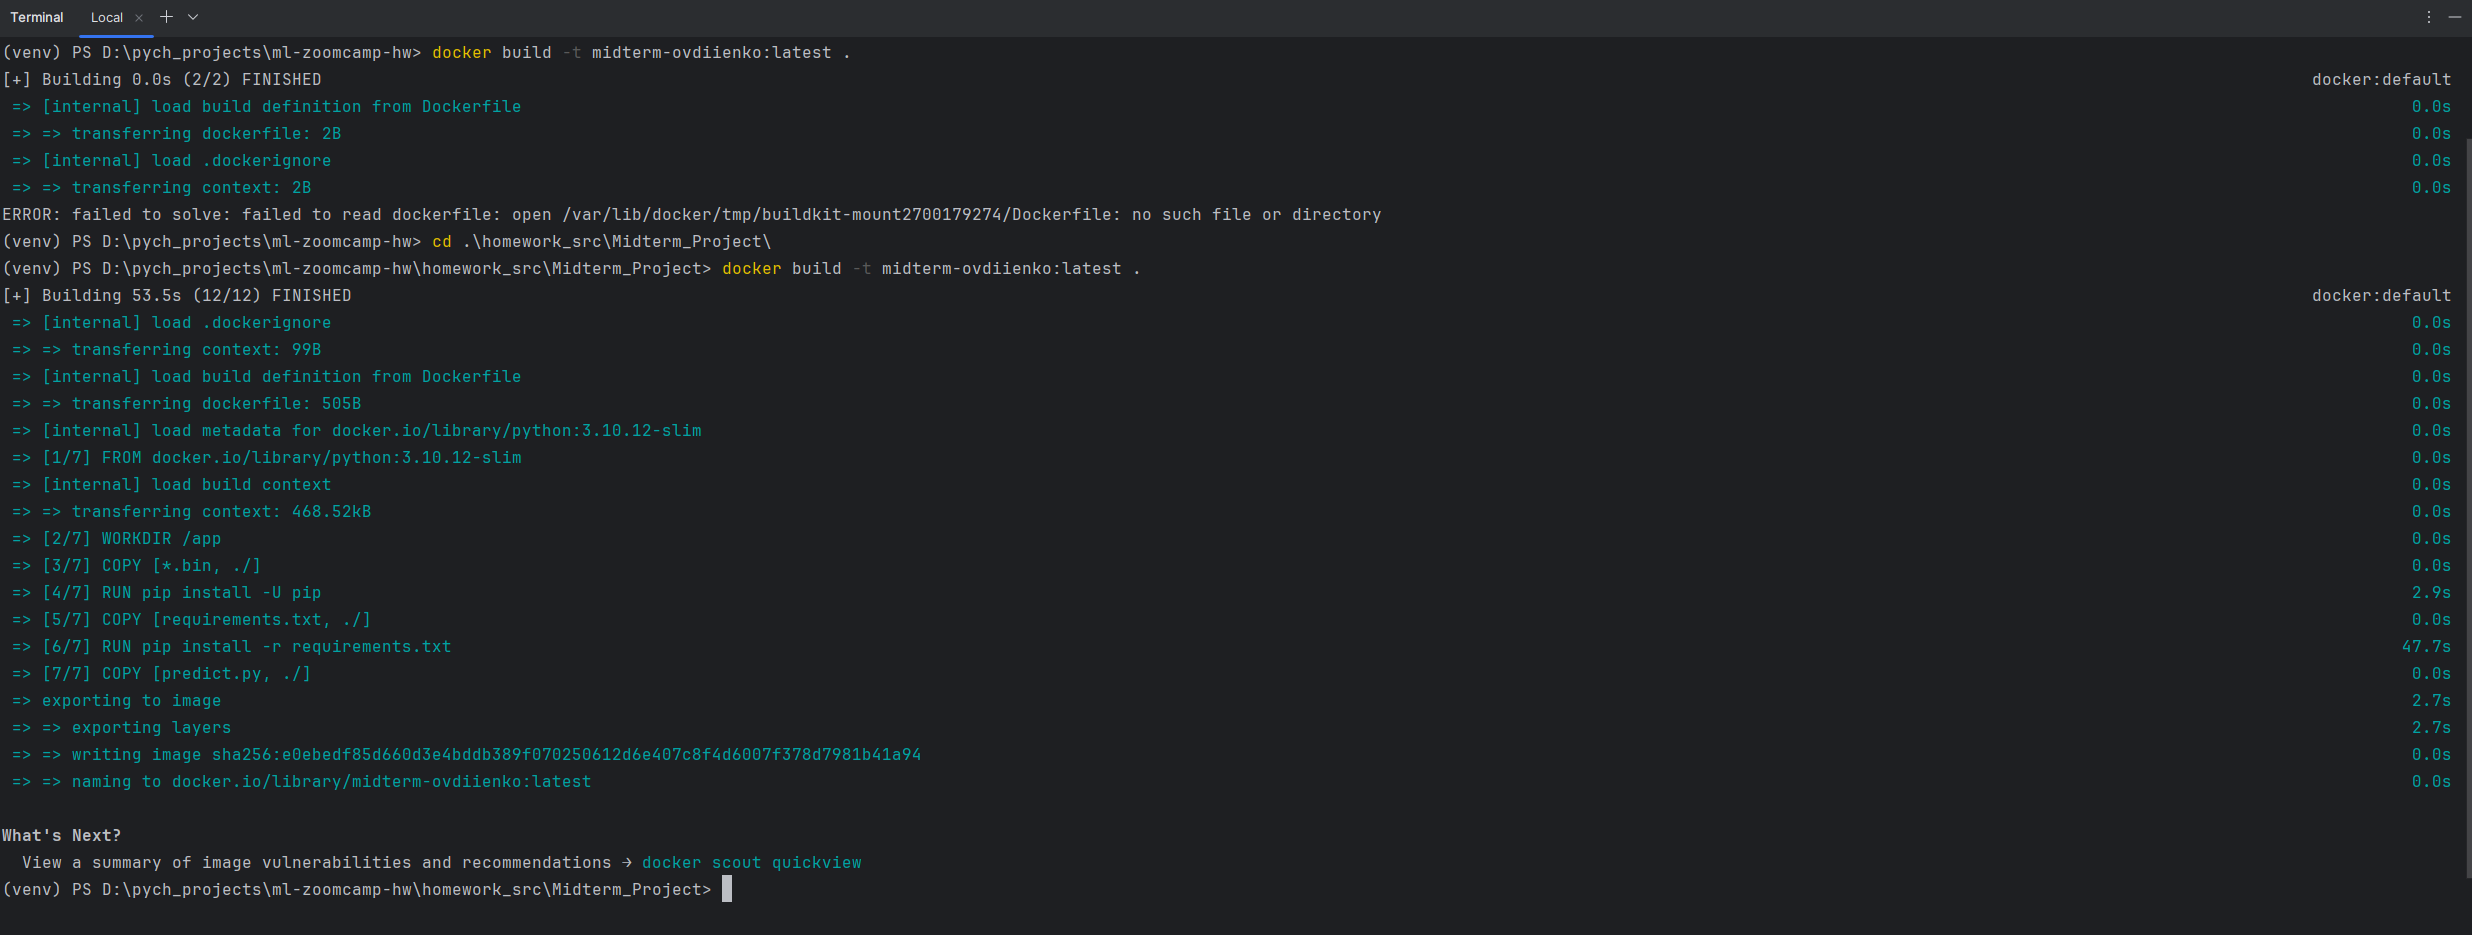 Terminal Local
(venv) PS D:\pych_projects\ml-zoomcamp-hw> docker build -t midterm-ovdiienko:latest .
[+] Building 0.0s (2/2) FINISHED docker:default
=> [internal] load build definition from Dockerfile 0.0s
=> => transferring dockerfile: 2B 0.0s
=> [internal] load .dockerignore 0.0s
=> => transferring context: 2B 0.0s
ERROR: failed to solve: failed to read dockerfile: open /var/lib/docker/tmp/buildkit-mount2700179274/Dockerfile: no such file or directory
(venv) PS D:\pych_projects\ml-zoomcamp-hw> cd .\homework_src\Midterm_Project\
(venv) PS D:\pych_projects\ml-zoomcamp-hw\homework_src\Midterm_Project> docker build -t midterm-ovdiienko:latest .
[+] Building 53.5s (12/12) FINISHED docker:default
=> [internal] load .dockerignore 0.0s
=> => transferring context: 99B 0.0s
=> [internal] load build definition from Dockerfile 0.0s
=> => transferring dockerfile: 505B 0.0s
=> [internal] load metadata for docker.io/library/python:3.10.12-slim 0.0s
=> [1/7] FROM docker.io/library/python:3.10.12-slim 0.0s
=> [internal] load build context 0.0s
=> => transferring context: 468.52kB 0.0s
=> [2/7] WORKDIR /app 0.0s
=> [3/7] COPY [*.bin, ./] 0.0s
=> [4/7] RUN pip install -U pip 2.9s
=> [5/7] COPY [requirements.txt, ./] 0.0s
=> [6/7] RUN pip install -r requirements.txt 47.7s
=> [7/7] COPY [predict.py, ./] 0.0s
=> exporting to image 2.7s
=> => exporting layers 2.7s
=> => writing image sha256:e0ebedf85d660d3e4bddb389f070250612d6e407c8f4d6007f378d7981b41a94 0.0s
=> => naming to docker.io/library/midterm-ovdiienko:latest 0.0s
What's Next?
View a summary of image vulnerabilities and recommendations → docker scout quickview
(venv) PS D:\pych_projects\ml-zoomcamp-hw\homework_src\Midterm_Project>